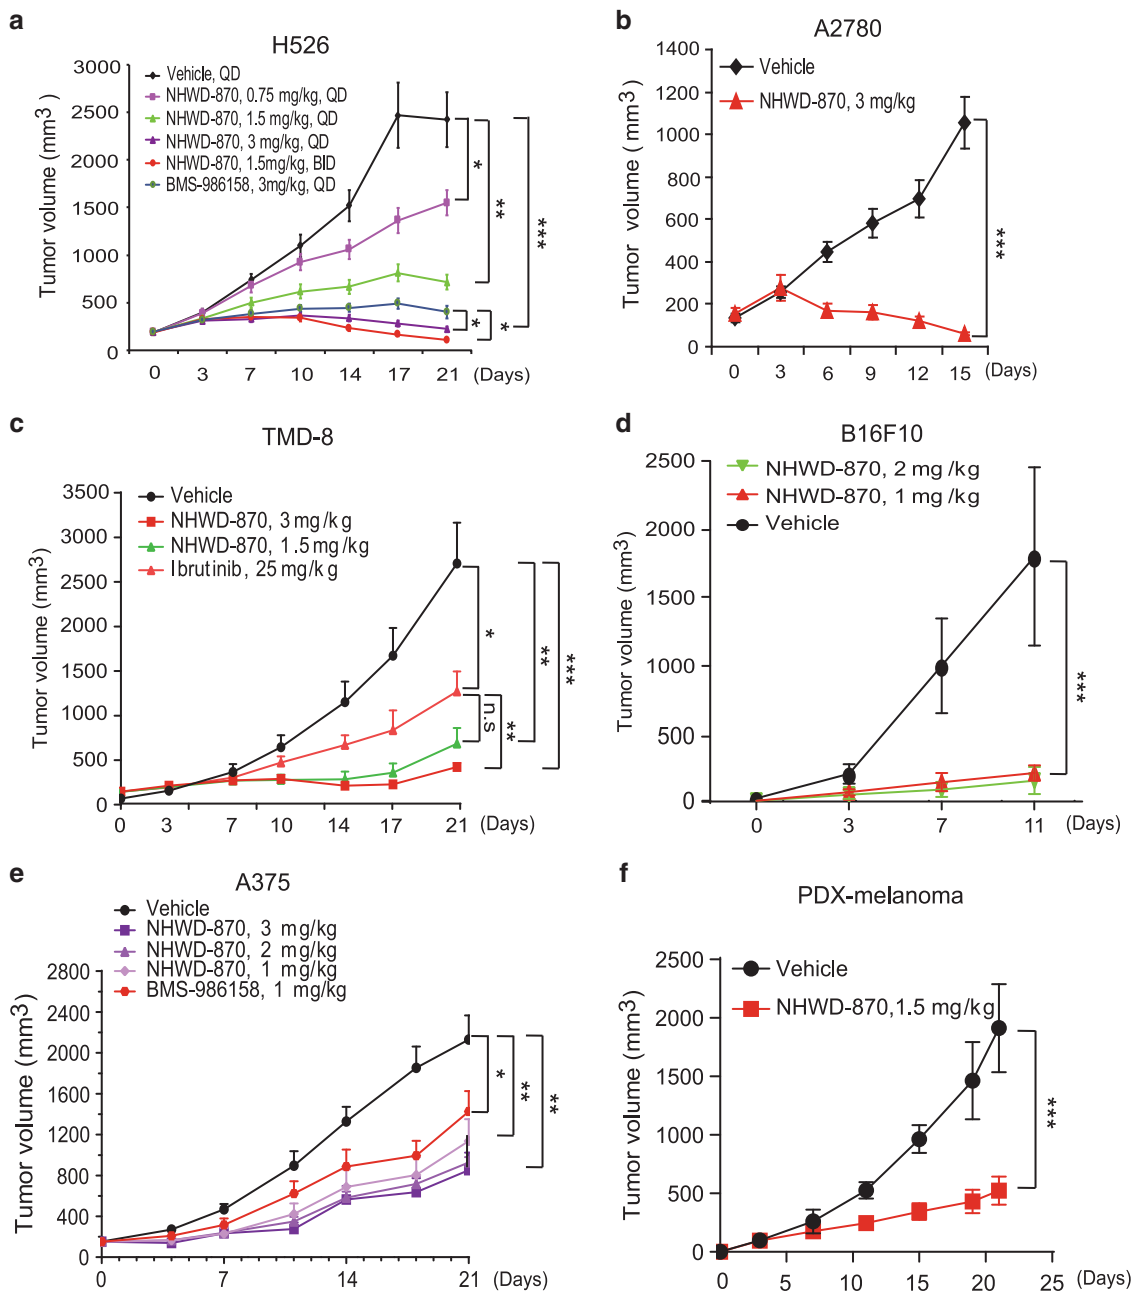 a
H526
Tumor volume (mm3)
3000
2500
2000
1500
1000
500
0
Vehicle, QD
NHWD-870, 0.75 mg/kg, QD
NHWD-870, 1.5 mg/kg, QD
NHWD-870, 3 mg/kg, QD
NHWD-870, 1.5mg/kg, BID
BMS-986158, 3mg/kg, QD
*
**
***
*
*
0 3 7 10 14 17 21 (Days)
b
A2780
Tumor volume (mm3)
1400
1200
1000
800
600
400
200
0
Vehicle
NHWD-870, 3 mg/kg
***
0 3 6 9 12 15 (Days)
c
TMD-8
Tumor volume (mm3)
3500
3000
2500
2000
1500
1000
500
0
Vehicle
NHWD-870, 3 mg/kg
NHWD-870, 1.5mg/kg
Ibrutinib, 25 mg/kg
*
**
***
n.s
**
0 3 7 10 14 17 21 (Days)
d
B16F10
Tumor volume (mm3)
2500
2000
1500
1000
500
0
NHWD-870, 2 mg/kg
NHWD-870, 1 mg/kg
Vehicle
***
0 3 7 11 (Days)
e
A375
Tumor volume (mm3)
2800
2400
2000
1600
1200
800
400
0
Vehicle
NHWD-870, 3 mg/kg
NHWD-870, 2 mg/kg
NHWD-870, 1 mg/kg
BMS-986158, 1 mg/kg
*
**
**
0 7 14 21 (Days)
f
PDX-melanoma
Tumor volume (mm3)
2500
2000
1500
1000
500
0
Vehicle
NHWD-870,1.5 mg/kg
***
0 5 10 15 20 25 (Days)